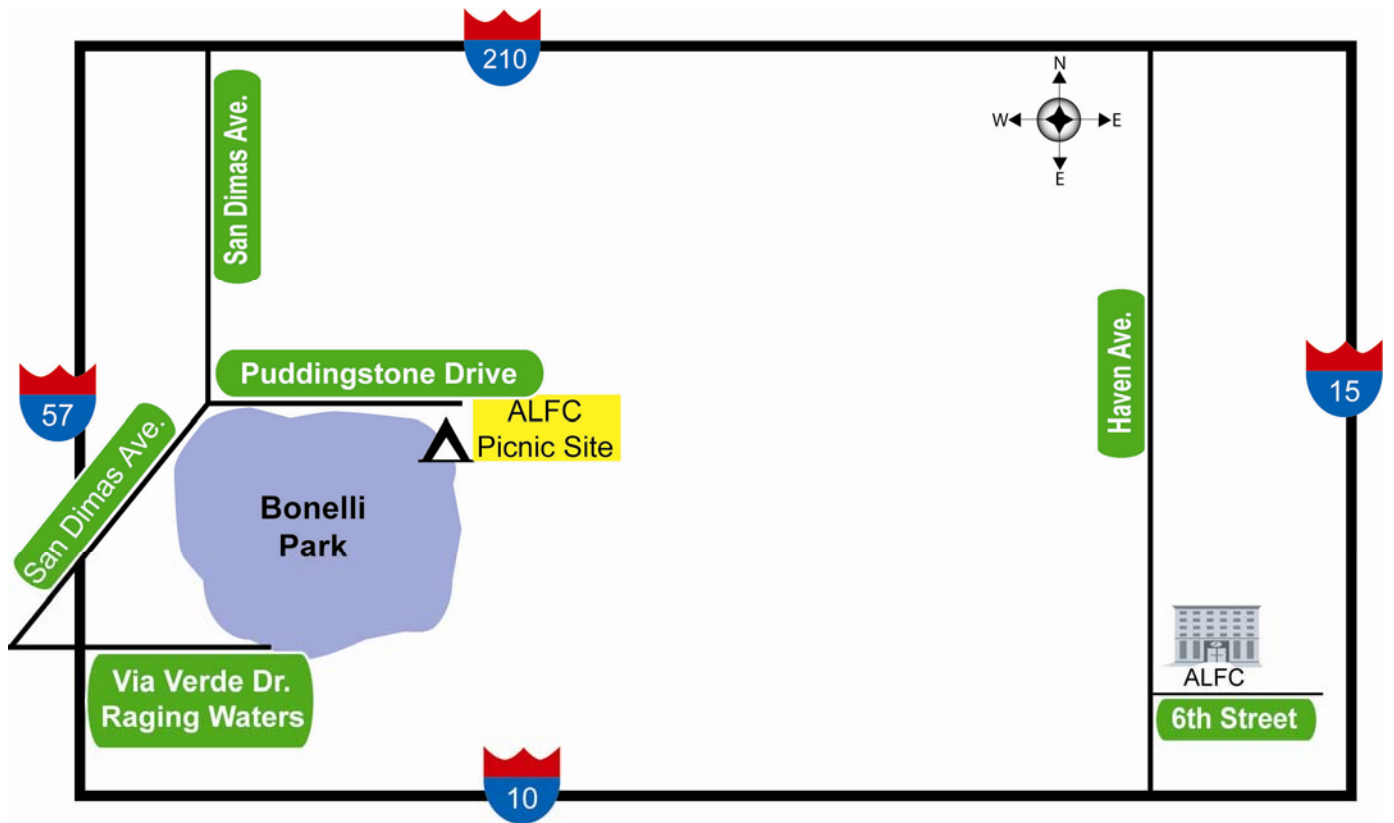 210
N
W
E
E
San Dimas Ave.
Puddingstone Drive
ALFC
Picnic Site
57
San Dimas Ave.
Bonelli
Park
Haven Ave.
15
Via Verde Dr.
Raging Waters
ALFC
6th Street
10